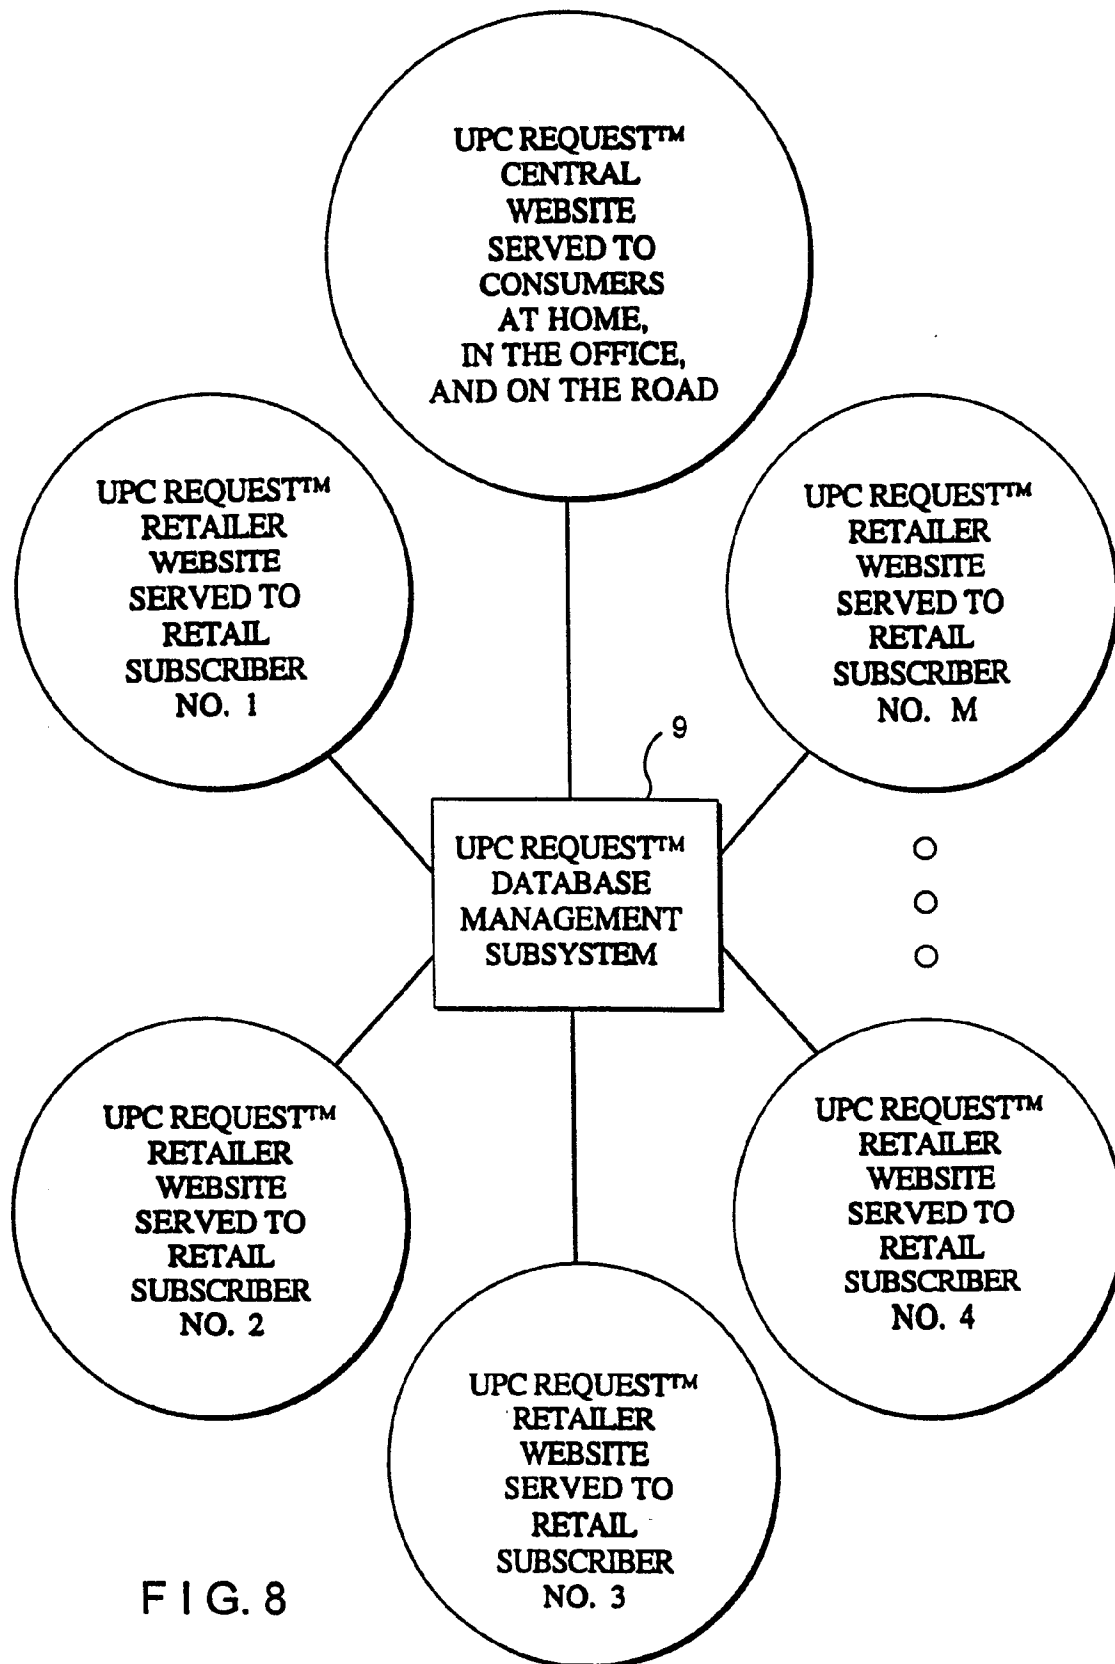 UPC REQUEST™
CENTRAL
WEBSITE
SERVED TO
CONSUMERS
AT HOME,
IN THE OFFICE,
AND ON THE ROAD
UPC REQUEST™
RETAILER
WEBSITE
SERVED TO
RETAIL
SUBSCRIBER
NO. 1
UPC REQUEST™
RETAILER
WEBSITE
SERVED TO
RETAIL
SUBSCRIBER
NO. M
9
UPC REQUEST™
DATABASE
MANAGEMENT
SUBSYSTEM
UPC REQUEST™
RETAILER
WEBSITE
SERVED TO
RETAIL
SUBSCRIBER
NO. 2
UPC REQUEST™
RETAILER
WEBSITE
SERVED TO
RETAIL
SUBSCRIBER
NO. 4
UPC REQUEST™
RETAILER
WEBSITE
SERVED TO
RETAIL
SUBSCRIBER
NO. 3
FIG. 8